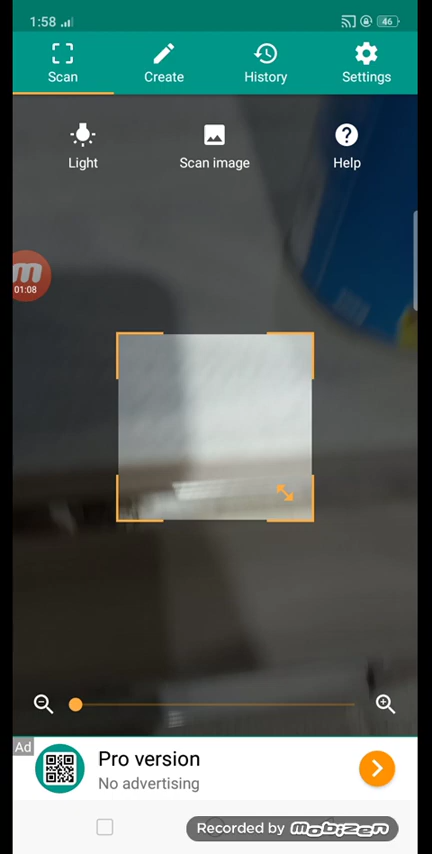 1:58
46
Scan
Create
History
Settings
Light
Scan image
Help
01:08
Ad
Pro version
No advertising
Recorded by mobizen